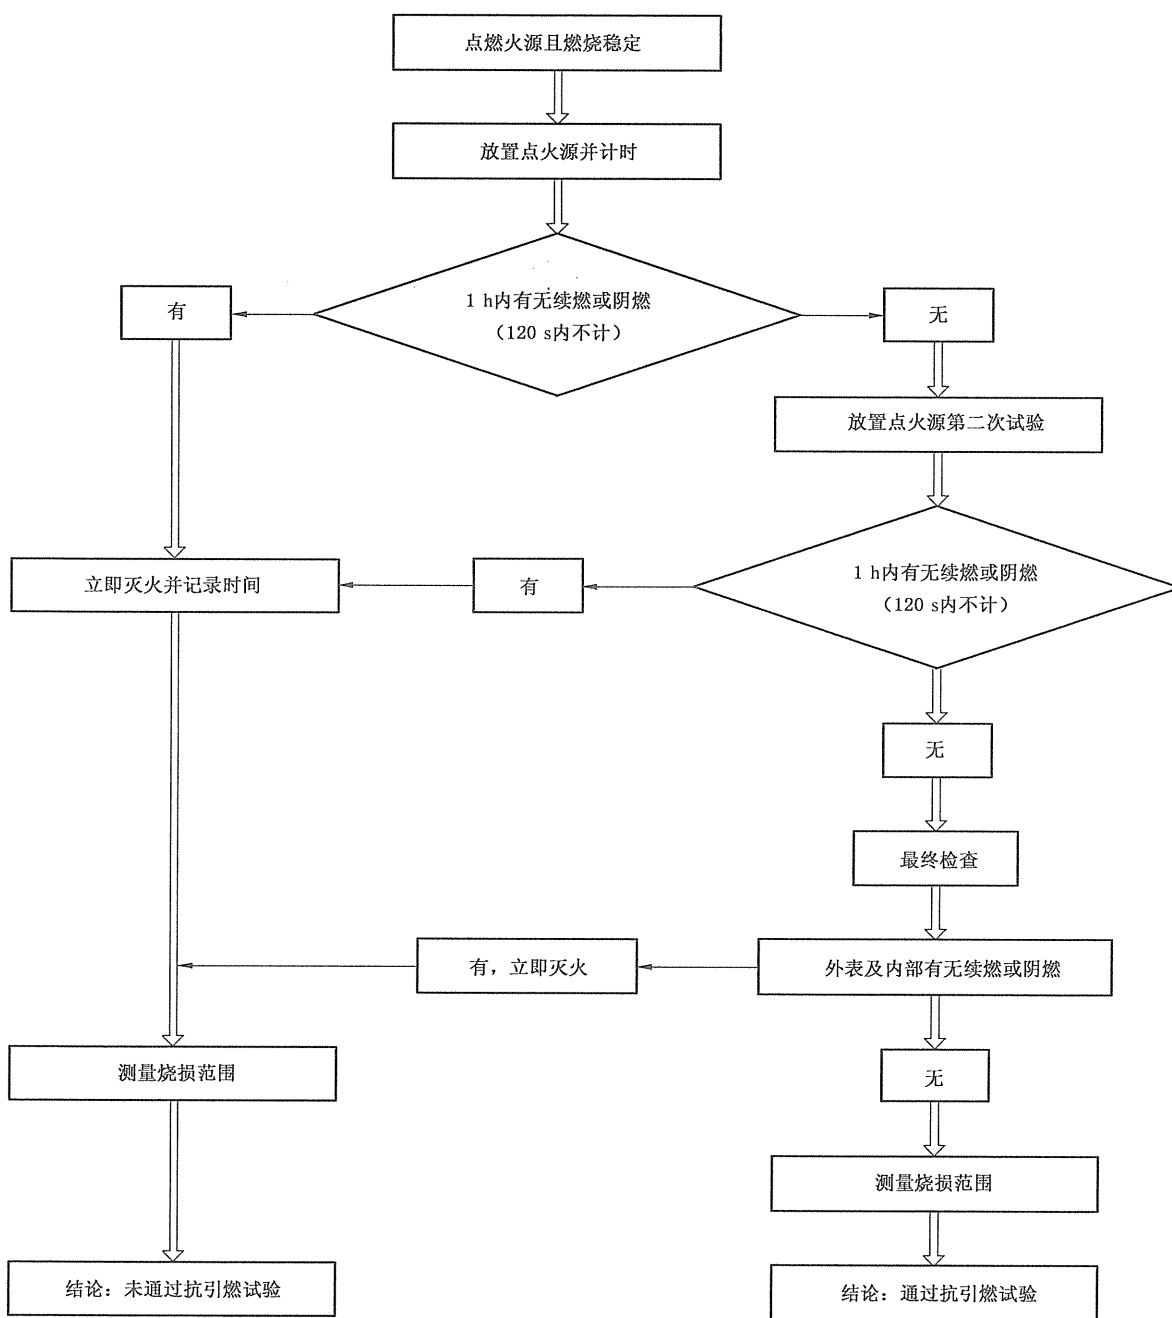 点燃火源且燃烧稳定
放置点火源并计时
1 h内有无续燃或阴燃
（120 s内不计）
有
无
放置点火源第二次试验
1 h内有无续燃或阴燃
（120 s内不计）
有
立即灭火并记录时间
无
最终检查
外表及内部有无续燃或阴燃
有，立即灭火
测量烧损范围
无
测量烧损范围
结论：未通过抗引燃试验
结论：通过抗引燃试验